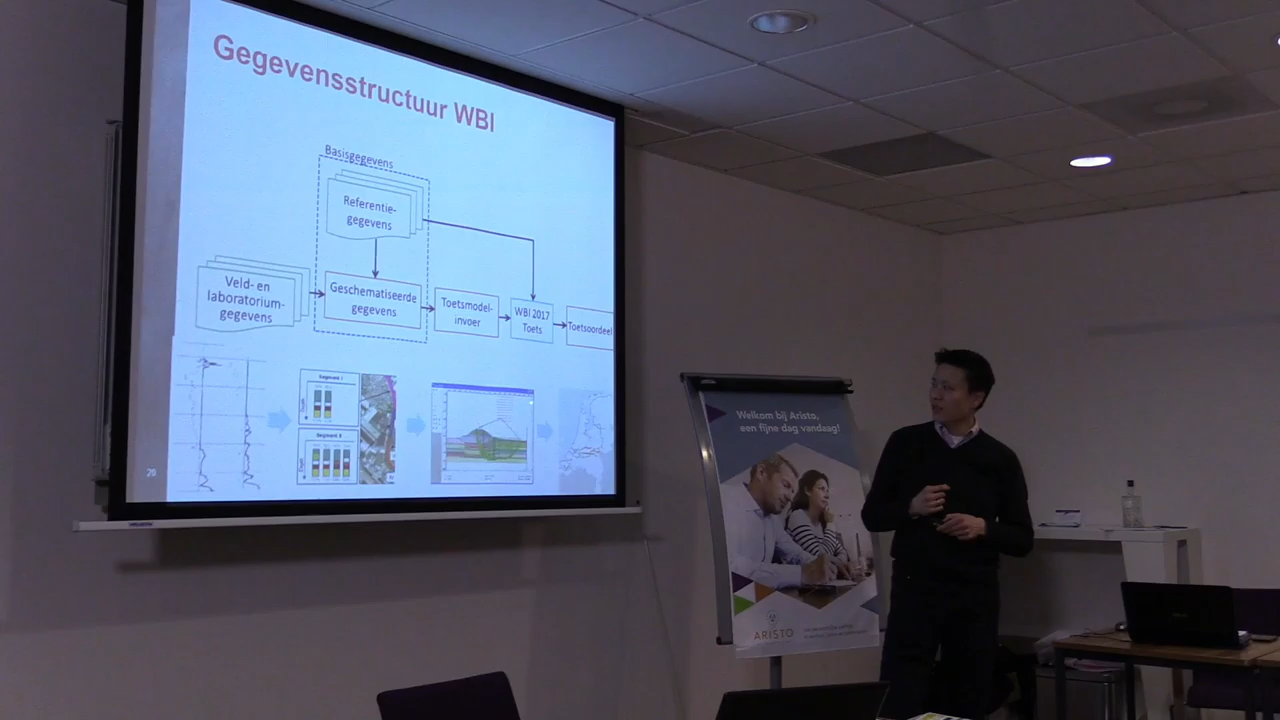 Gegevensstructuur WBI
Basisgegevens
Referentie-
gegevens
Veld- en
laboratorium-
gegevens
Geschematiseerde
gegevens
Toetsmodel-
invoer
WBI 2017
Toets
Toetsoordeel
Segment I
Segment II
20
Welkom bij Aristo,
een fijne dag vandaag!
ARISTO